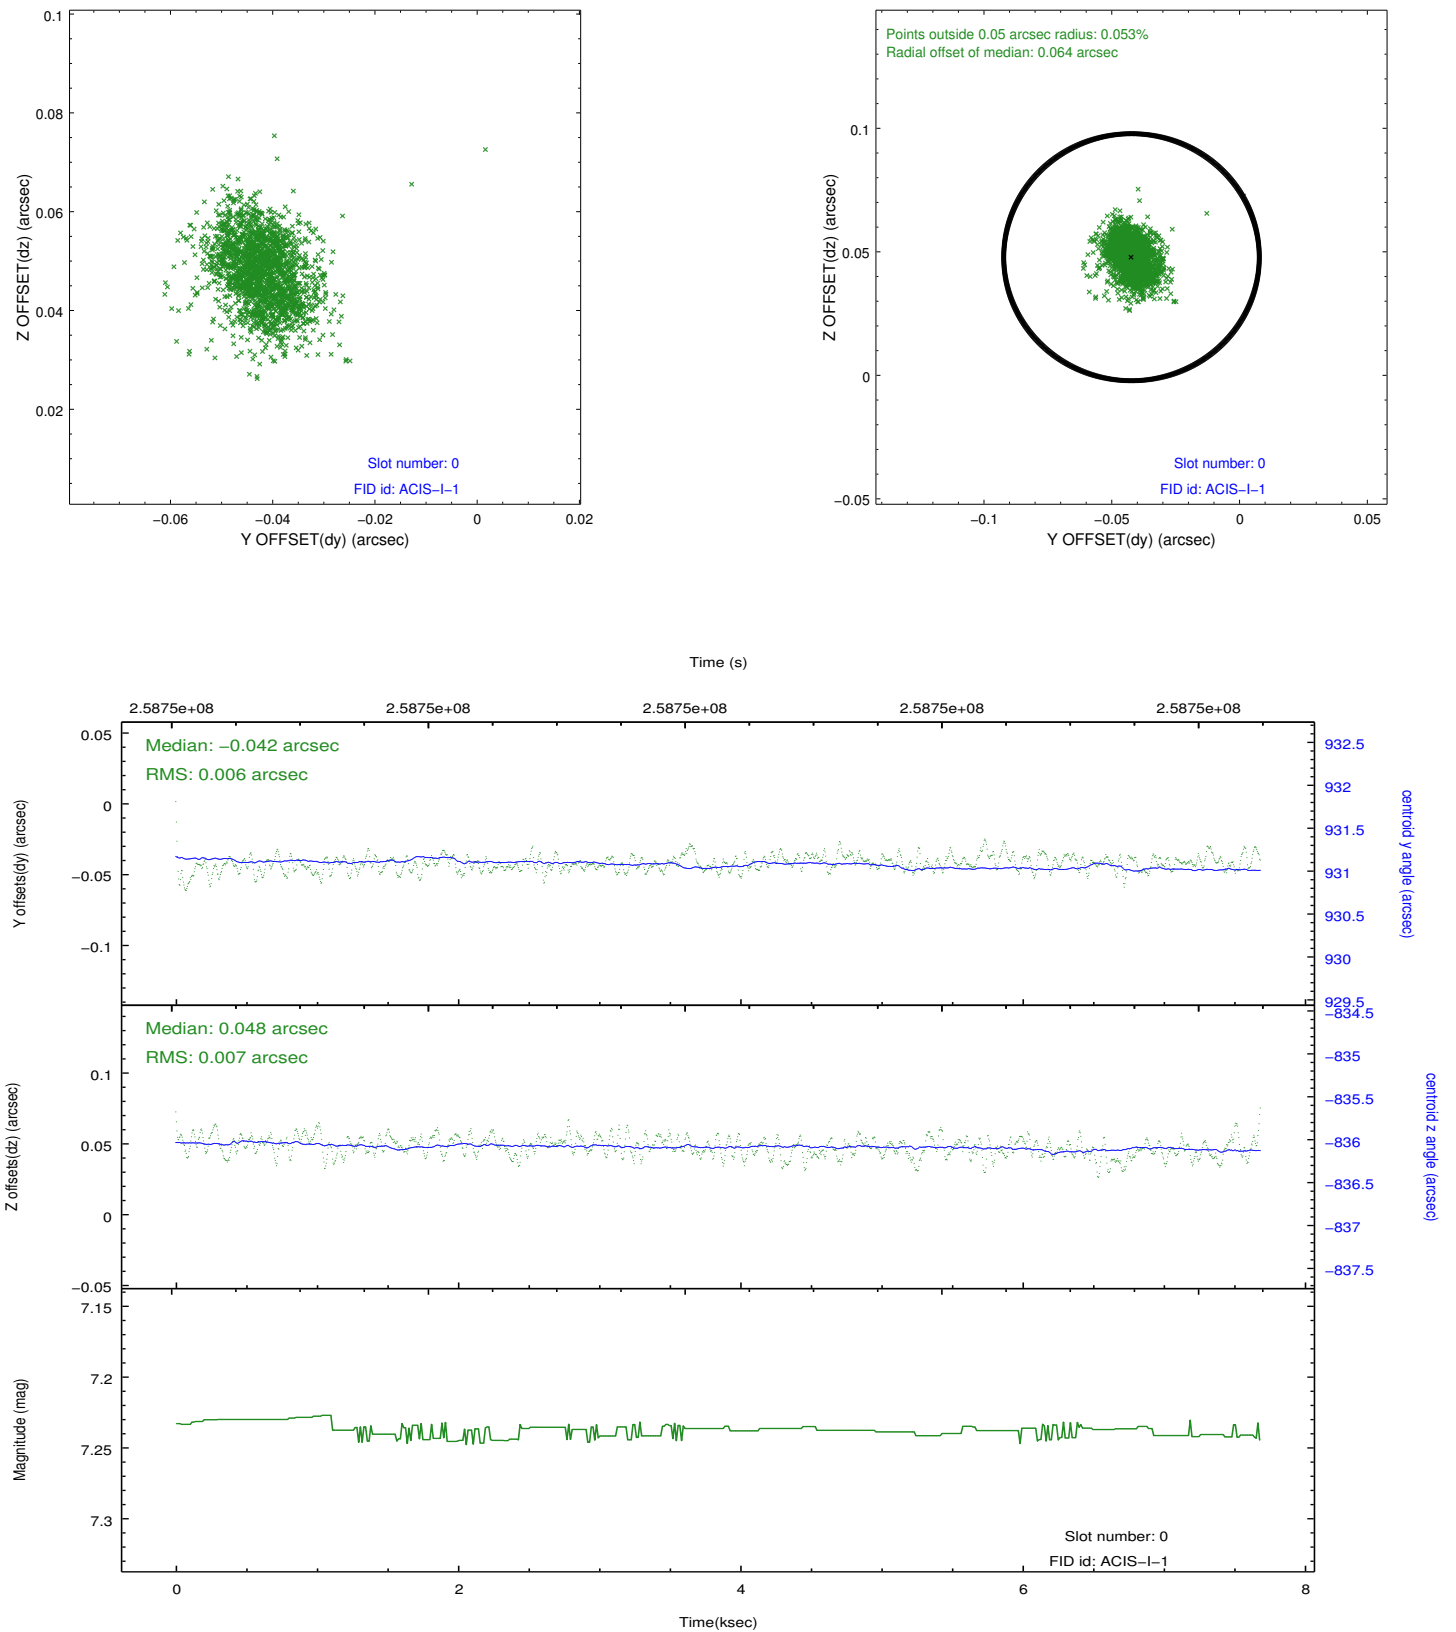 0.1
0.08
0.06
0.04
0.02
Z OFFSET(dz) (arcsec)
Slot number: 0
FID id: ACIS−I−1
−0.06 −0.04 −0.02 0 0.02
Y OFFSET(dy) (arcsec)
Points outside 0.05 arcsec radius: 0.053%
Radial offset of median: 0.064 arcsec
0.1
0.05
0
−0.05
Z OFFSET(dz) (arcsec)
Slot number: 0
FID id: ACIS−I−1
−0.1 −0.05 0 0.05
Y OFFSET(dy) (arcsec)
Time (s)
2.5875e+08 2.5875e+08 2.5875e+08 2.5875e+08 2.5875e+08
Median: −0.042 arcsec
RMS: 0.006 arcsec
0.05
0
−0.05
−0.1
Y offsets(dy) (arcsec)
932.5
932
931.5
931
930.5
930
929.5
centroid y angle (arcsec)
Median: 0.048 arcsec
RMS: 0.007 arcsec
0.1
0.05
0
−0.05
Z offsets(dz) (arcsec)
−834.5
−835
−835.5
−836
−836.5
−837
−837.5
centroid z angle (arcsec)
7.15
7.2
7.25
7.3
Magnitude (mag)
Slot number: 0
FID id: ACIS−I−1
0 2 4 6 8
Time(ksec)